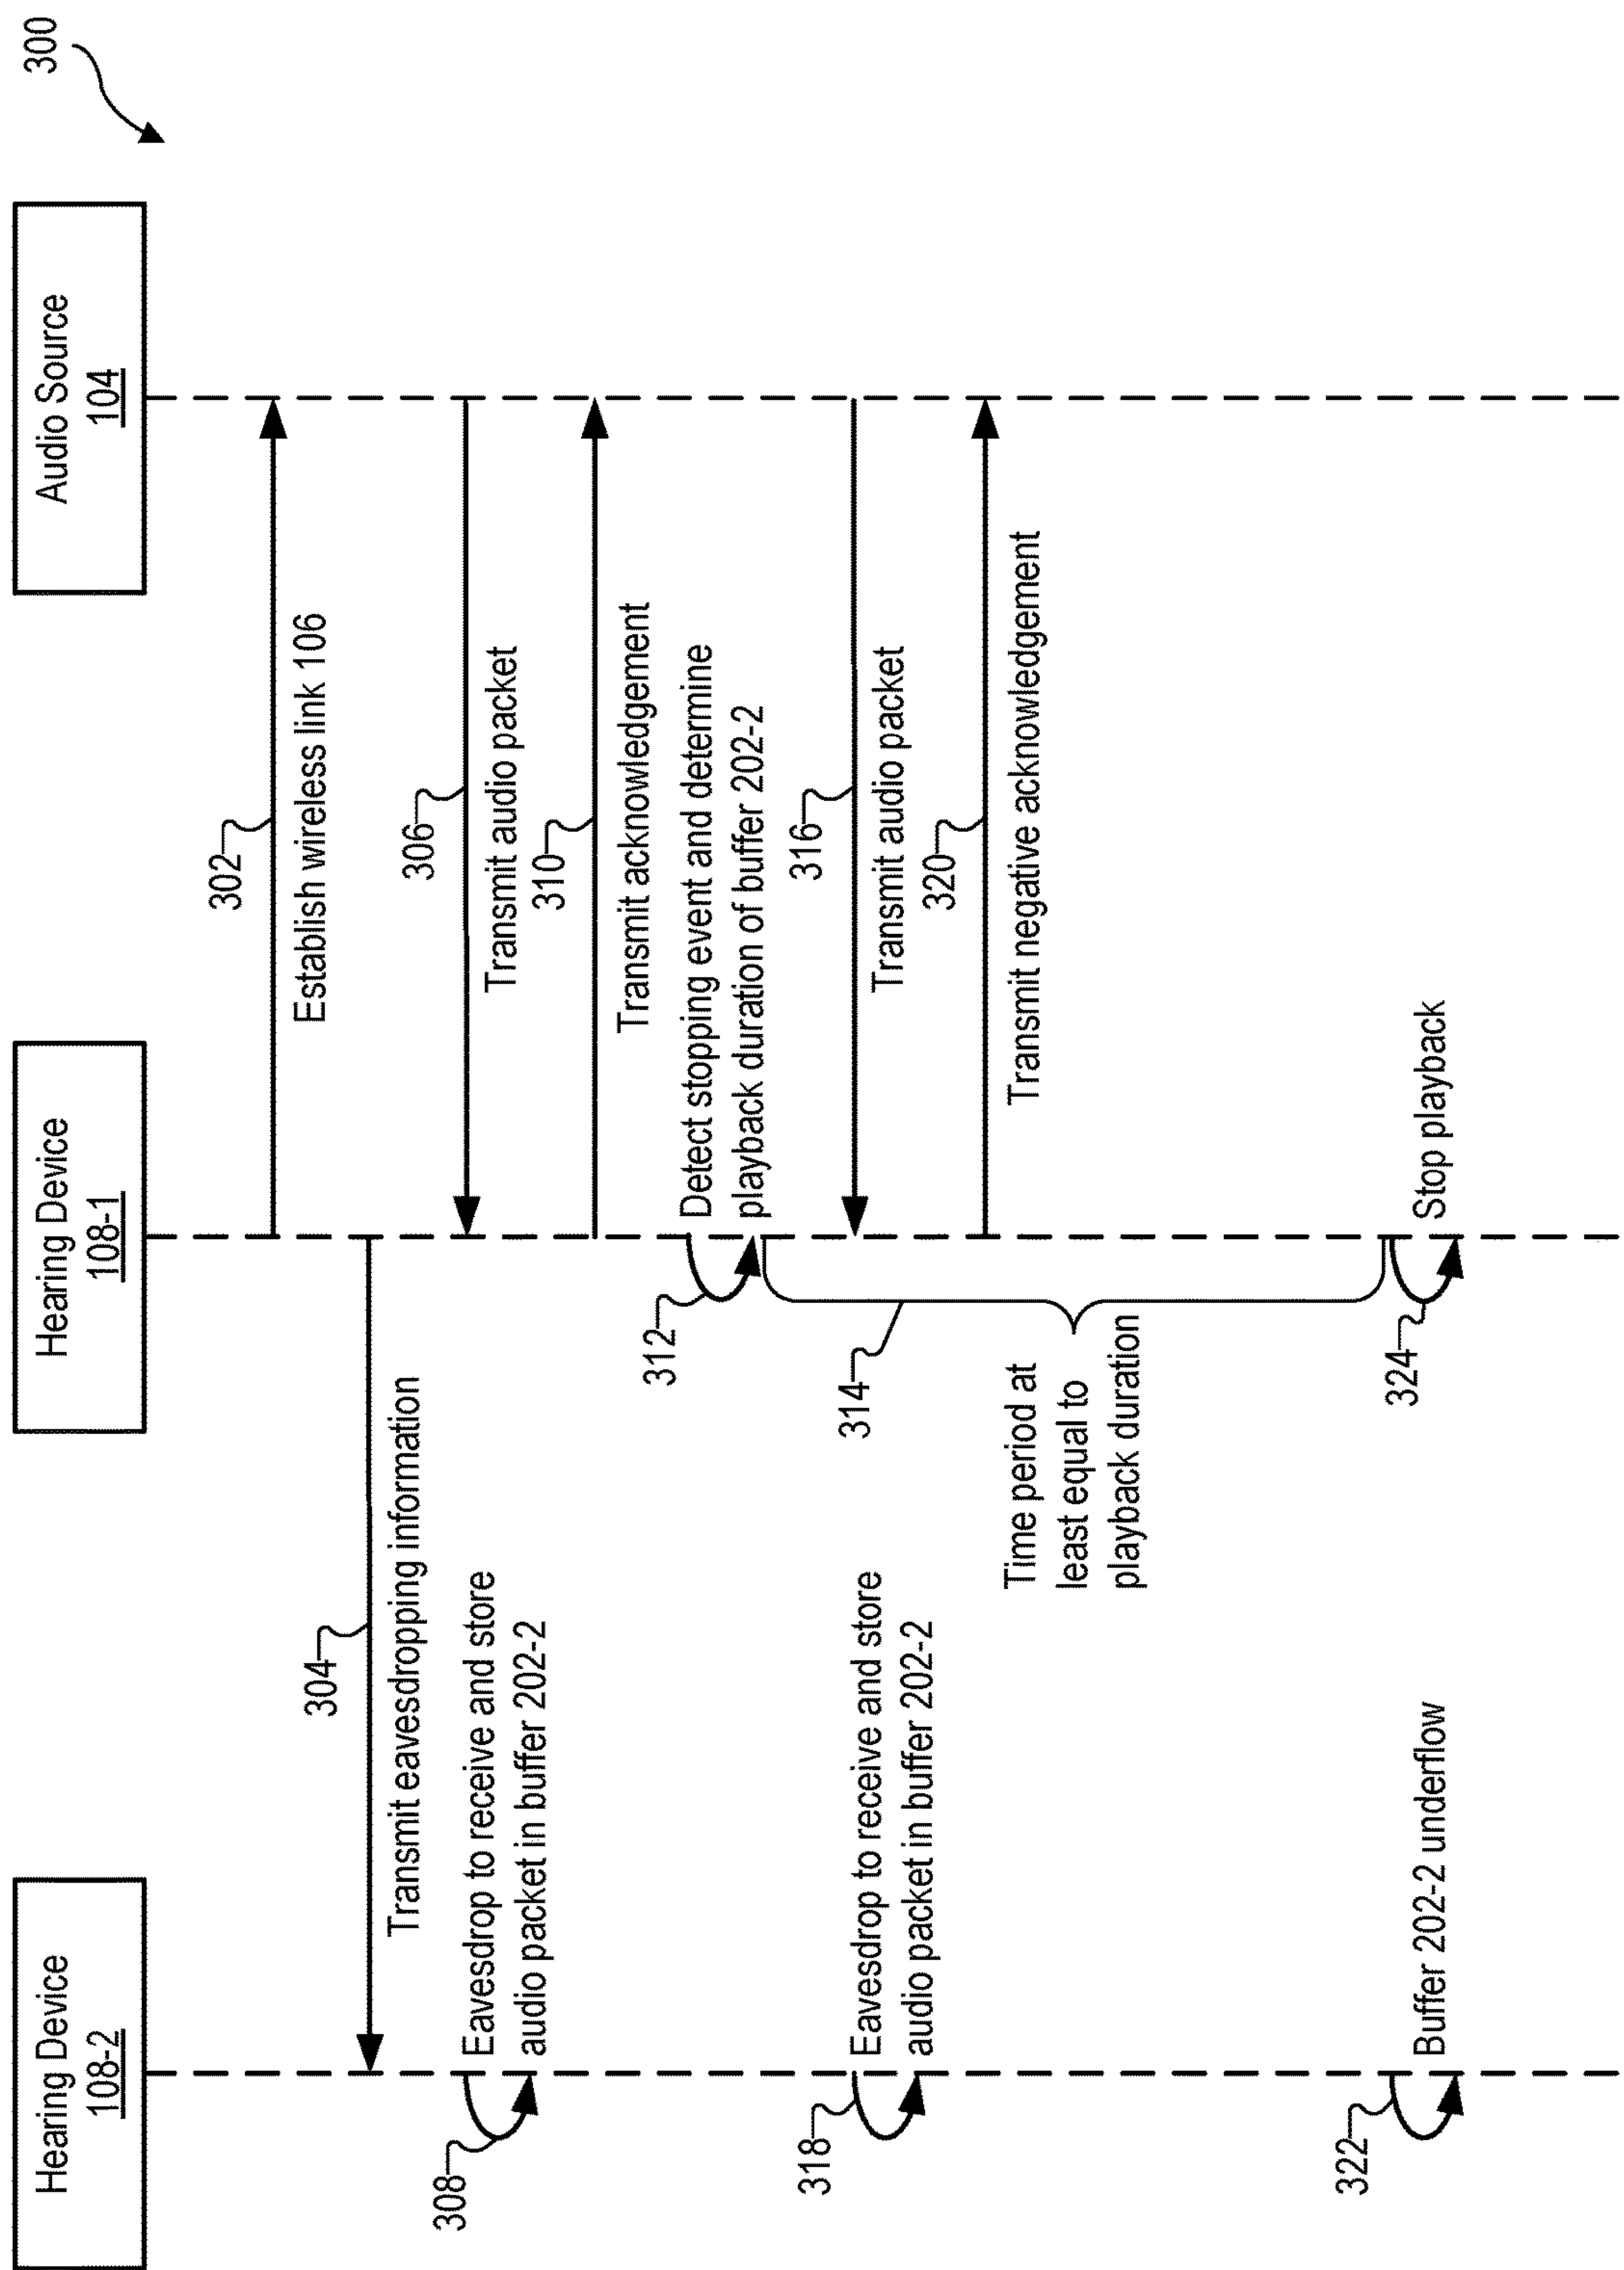 300
Hearing Device
108-2
Hearing Device
108-1
Audio Source
104
302
Establish wireless link 106
304
Transmit eavesdropping information
306
Transmit audio packet
308
Eavesdrop to receive and store
audio packet in buffer 202-2
310
Transmit acknowledgement
312
Detect stopping event and determine
playback duration of buffer 202-2
314
Time period at
least equal to
playback duration
316
Transmit audio packet
318
Eavesdrop to receive and store
audio packet in buffer 202-2
320
Transmit negative acknowledgement
322
Buffer 202-2 underflow
324
Stop playback